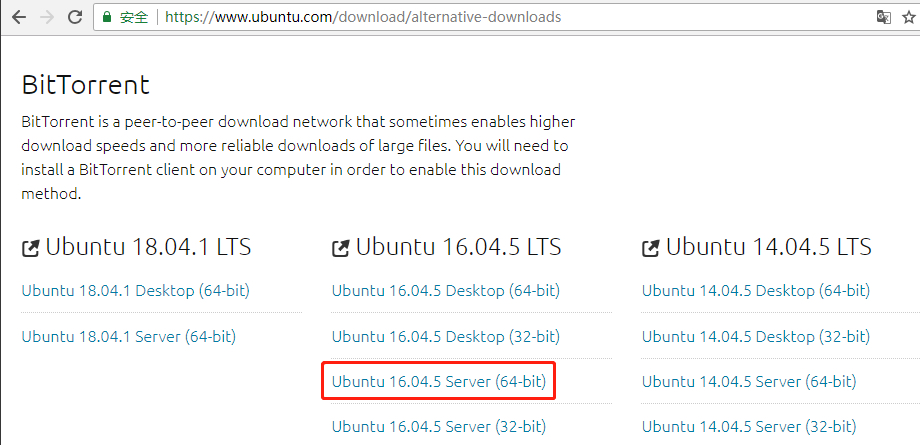 安全
https://www.ubuntu.com/download/alternative-downloads
BitTorrent
BitTorrent is a peer-to-peer download network that sometimes enables higher
download speeds and more reliable downloads of large files. You will need to
install a BitTorrent client on your computer in order to enable this download
method.
Ubuntu 18.04.1 LTS
Ubuntu 18.04.1 Desktop (64-bit)
Ubuntu 18.04.1 Server (64-bit)
Ubuntu 16.04.5 LTS
Ubuntu 16.04.5 Desktop (64-bit)
Ubuntu 16.04.5 Desktop (32-bit)
Ubuntu 16.04.5 Server (64-bit)
Ubuntu 16.04.5 Server (32-bit)
Ubuntu 14.04.5 LTS
Ubuntu 14.04.5 Desktop (64-bit)
Ubuntu 14.04.5 Desktop (32-bit)
Ubuntu 14.04.5 Server (64-bit)
Ubuntu 14.04.5 Server (32-bit)